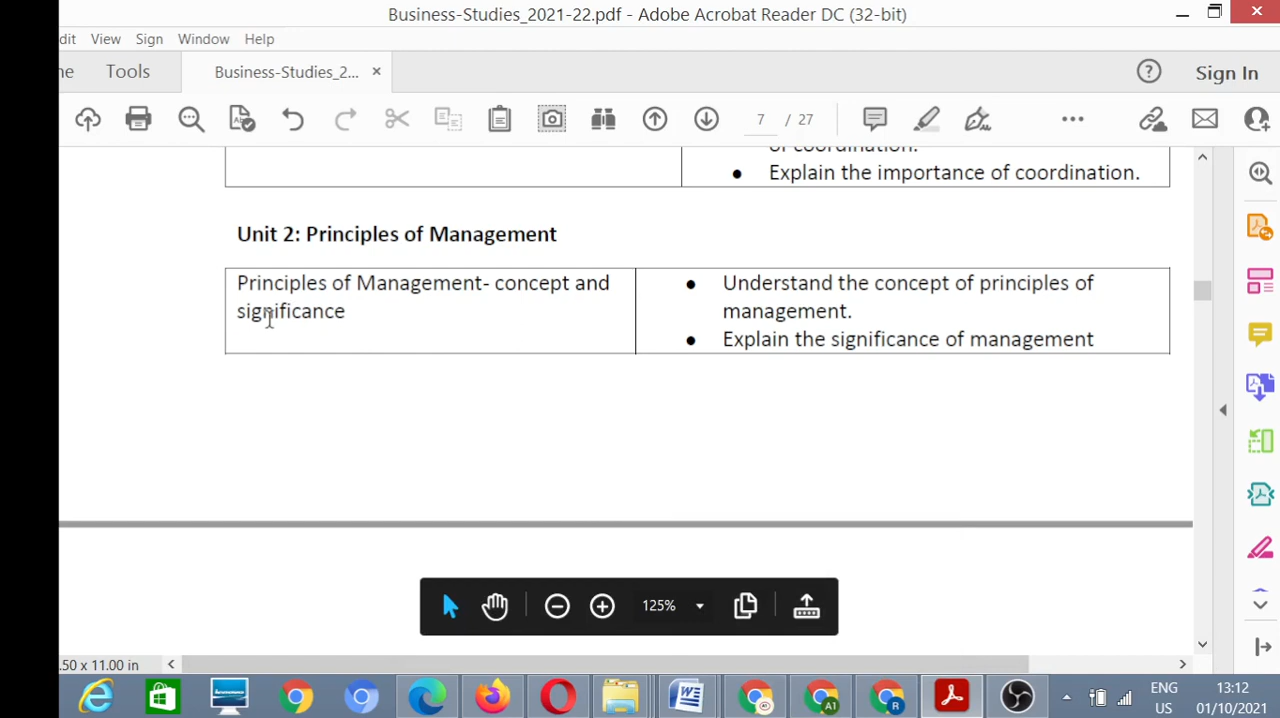 Business-Studies_2021-22.pdf - Adobe Acrobat Reader DC (32-bit)
dit View Sign Window Help
me Tools Business-Studies_2... × Sign In
7 / 27
of coordination.
• Explain the importance of coordination.
Unit 2: Principles of Management
Principles of Management- concept and
significance
• Understand the concept of principles of
management.
• Explain the significance of management
125%
.50 x 11.00 in
ENG 13:12
US 01/10/2021